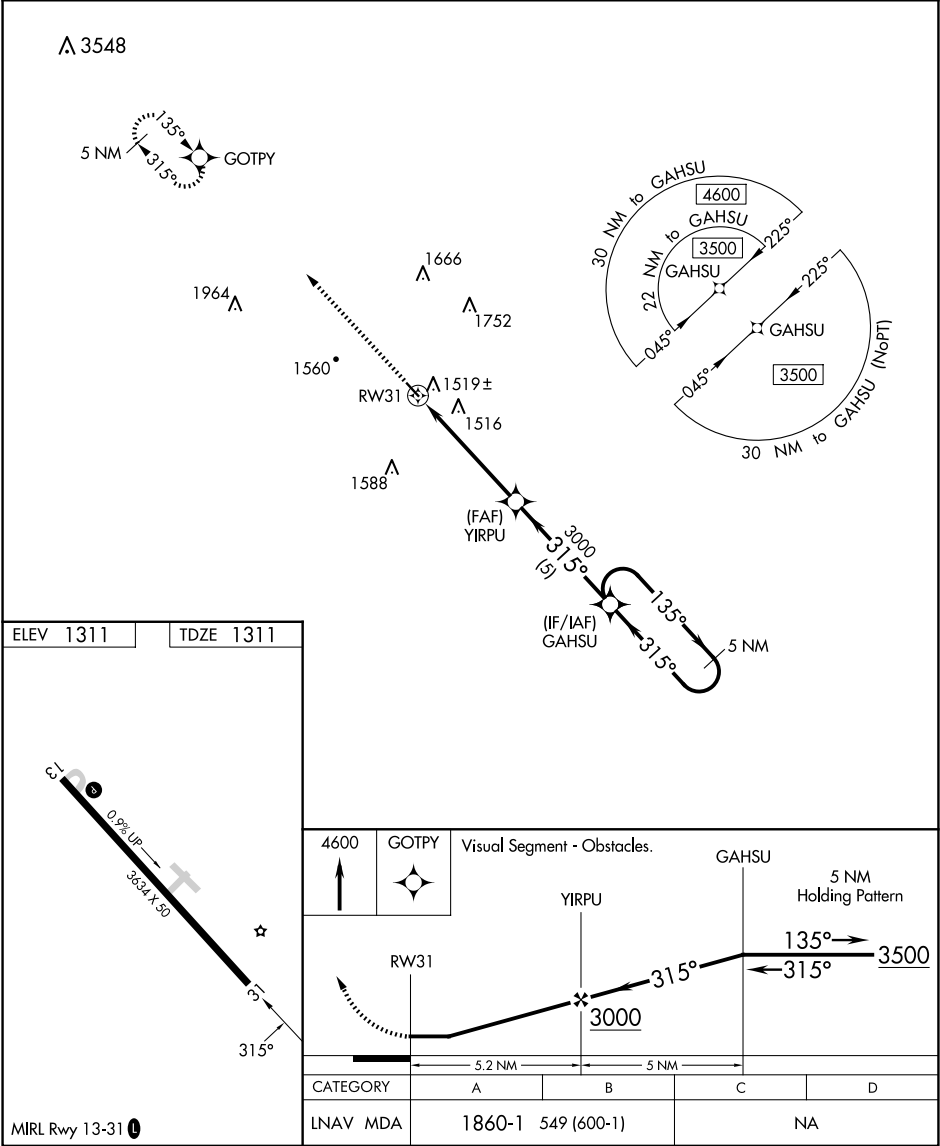 3548
135°
5 NM
315°
GOTPY
30 NM to GAHSU
4600
22 NM to GAHSU
3500
GAHSU
225°
045°
225°
GAHSU
045°
3500
30 NM to GAHSU (NoPT)
1666
1964
1752
1560
RW31
1519±
1516
1588
(FAF)
YIRPU
3000
315°
(5)
(IF/IAF)
GAHSU
135°
315°
5 NM
ELEV 1311
TDZE 1311
13
P
0.9% UP
3634 X 50
31
315°
MIRL Rwy 13-31 L
4600
GOTPY
Visual Segment - Obstacles.
GAHSU
5 NM
Holding Pattern
YIRPU
135°
315°
3500
RW31
315°
3000
5.2 NM
5 NM
CATEGORY A B C D
LNAV MDA 1860-1 549 (600-1) NA